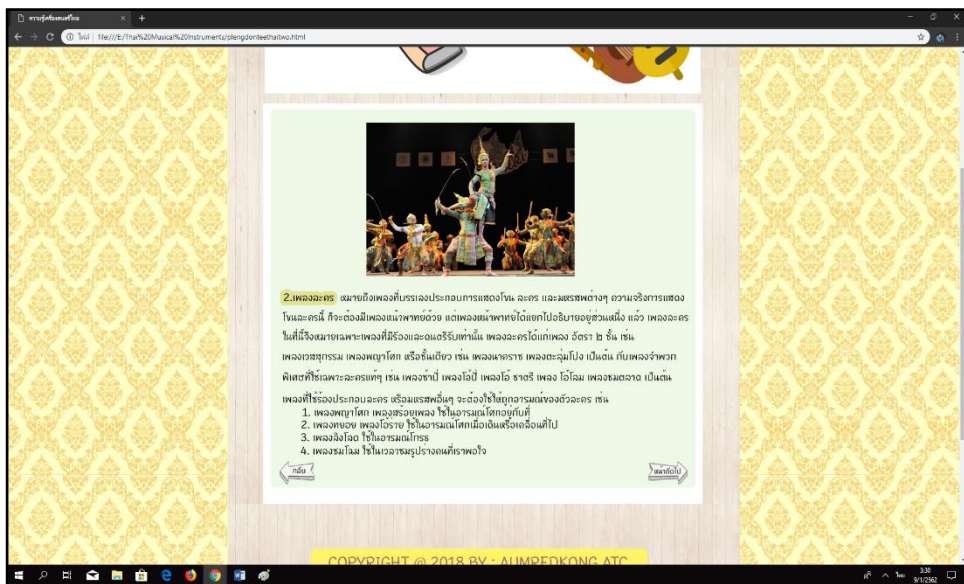 ความรู้เครื่องดนตรีไทย
ไฟล์ | file:///E:/Thai%20Musical%20Instruments/plengdonteethaitwo.html
2.เพลงละคร หมายถึงเพลงที่บรรเลงประกอบการแสดงโขน ละคร และมหรสพต่างๆ ความจริงการแสดง
โขนละครนี้ ก็จะต้องมีเพลงหน้าพาทย์ด้วย แต่เพลงหน้าพาทย์ได้แยกไปอธิบายอยู่ส่วนหนึ่ง แล้ว เพลงละคร
ในที่นี้จึงหมายเฉพาะเพลงที่มีร้องและดนตรีรับเท่านั้น เพลงละครได้แก่เพลง อัตรา ๒ ชั้น เช่น
เพลงเวสสุกรรม เพลงพญาโศก หรือชั้นเดียว เช่น เพลงนาคราช เพลงตะลุ่มโปง เป็นต้น กับเพลงจำพวก
พิเศษที่ใช้เฉพาะละครแท้ๆ เช่น เพลงช้าปี่ เพลงโอ้ปี่ เพลงโอ้ ชาตรี เพลง โอ้โลม เพลงชมตลาด เป็นต้น
เพลงที่ใช้ร้องประกอบละคร หรือมหรสพอื่นๆ จะต้องใช้ให้ถูกอารมณ์ของตัวละคร เช่น
1. เพลงพญาโศก เพลงสร้อยเพลง ใช้ในอารมณ์โศกอยู่กับที่
2. เพลงทยอย เพลงโอ้ร่าย ใช้ในอารมณ์โศกเมื่อเดินหรือเคลื่อนที่ไป
3. เพลงลิงโลด ใช้ในอารมณ์โกรธ
4. เพลงชมโฉม ใช้ในเวลาชมรูปร่างคนที่เราพอใจ
กลับ
หน้าถัดไป
COPYRIGHT @ 2018 BY : AUMREDKONG ATC
ไทย
3:30
9/1/2562